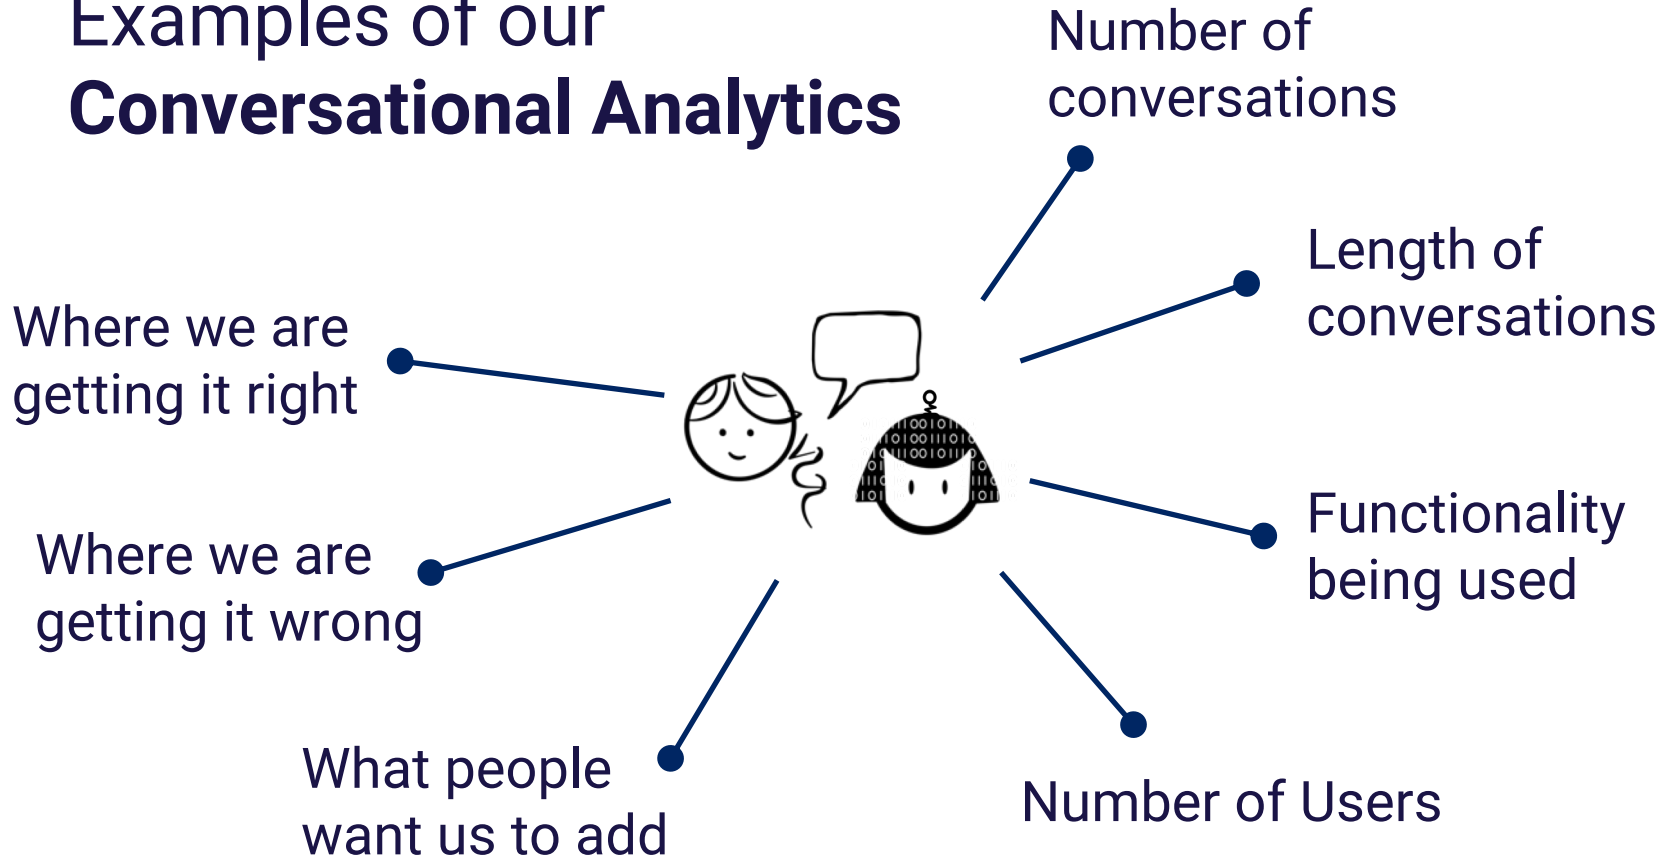 Examples of our
Conversational Analytics
Number of
conversations
Length of
conversations
Where we are
getting it right
Functionality
being used
Where we are
getting it wrong
What people
want us to add
Number of Users